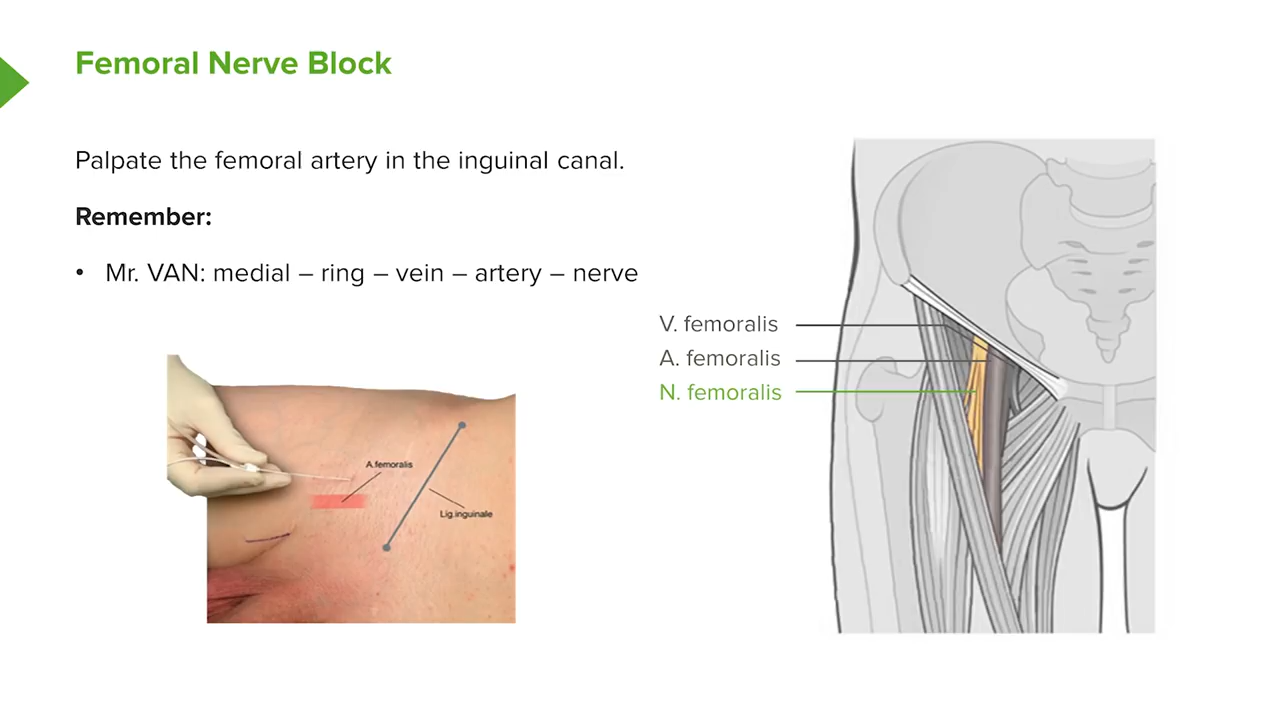 Femoral Nerve Block
Palpate the femoral artery in the inguinal canal.
Remember:
• Mr. VAN: medial – ring – vein – artery – nerve
V. femoralis
A. femoralis
N. femoralis
A.femoralis
Lig.inguinale